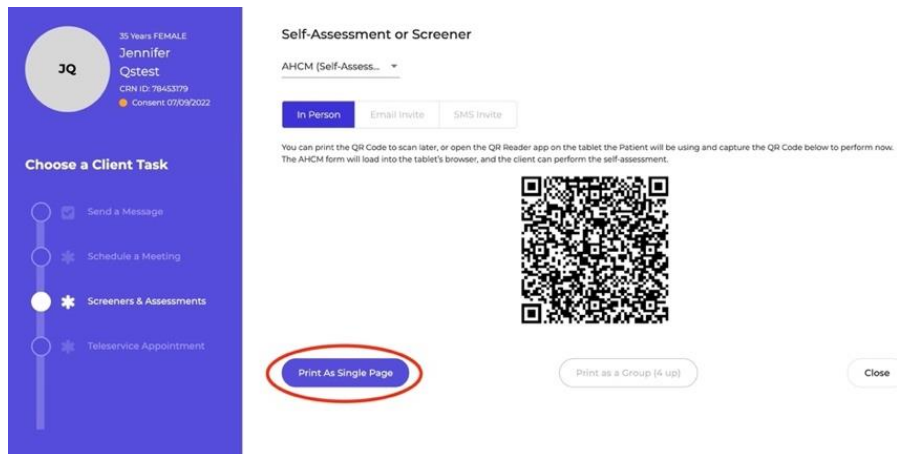 JQ
35 Years FEMALE
Jennifer
Qstest
CRN ID: 78453179
Consent 07/09/2022
Choose a Client Task
Send a Message
Schedule a Meeting
Screeners & Assessments
Teleservice Appointment
Self-Assessment or Screener
AHCM (Self-Assess...
In Person
Email Invite
SMS Invite
You can print the QR Code to scan later, or open the QR Reader app on the tablet the Patient will be using and capture the QR Code below to perform now.
The AHCM form will load into the tablet's browser, and the client can perform the self-assessment.
Print As Single Page
Print as a Group (4 up)
Close